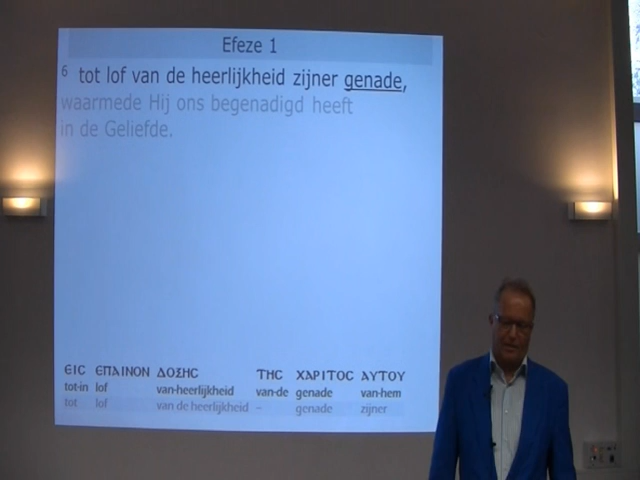 Efeze 1
6 tot lof van de heerlijkheid zijner genade,
waarmede Hij ons begenadigd heeft
in de Geliefde.
ЄΙϹ ЄΠΑΙΝΟΝ ΔΟΞΗϹ ΤΗϹ ΧΑΡΙΤΟϹ ΑΥΤΟΥ
tot-in lof van-heerlijkheid van-de genade van-hem
tot lof van de heerlijkheid – genade zijner